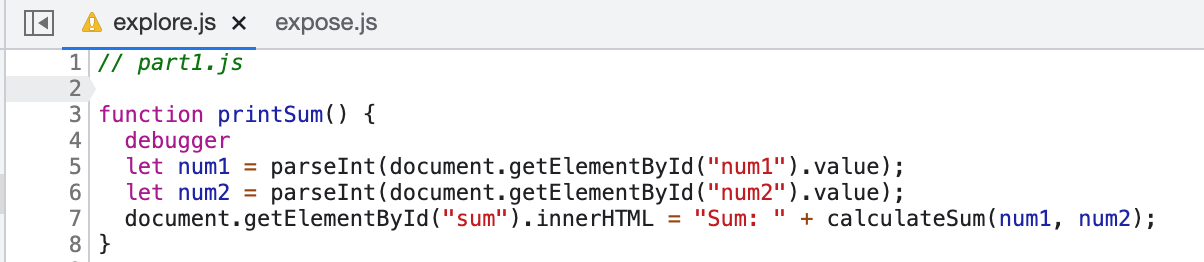 explore.js × expose.js
1 // part1.js
2
3 function printSum() {
4   debugger
5   let num1 = parseInt(document.getElementById("num1").value);
6   let num2 = parseInt(document.getElementById("num2").value);
7   document.getElementById("sum").innerHTML = "Sum: " + calculateSum(num1, num2);
8 }